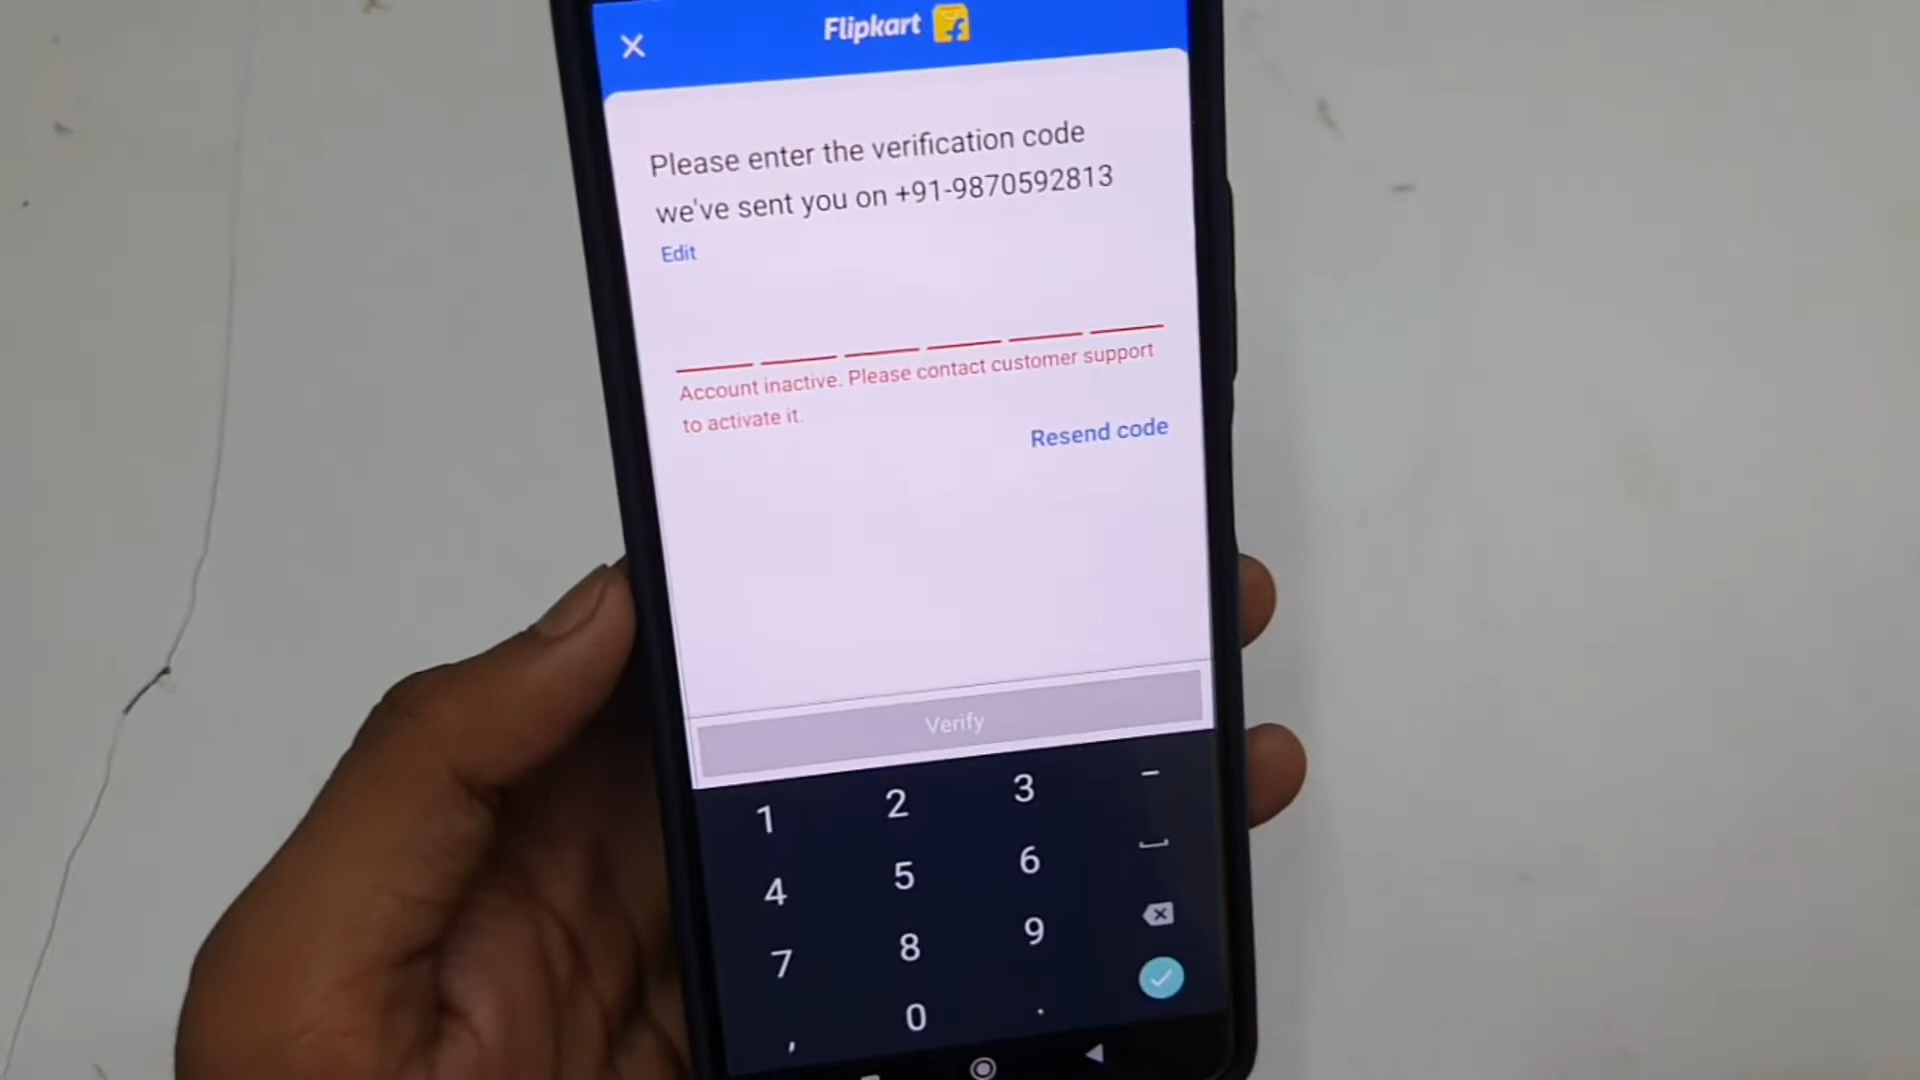 Flipkart
Please enter the verification code
we've sent you on +91-9870592813
Edit
Account inactive. Please contact customer support
to activate it.
Resend code
Verify
1 2 3 –
4 5 6
7 8 9
, 0 .